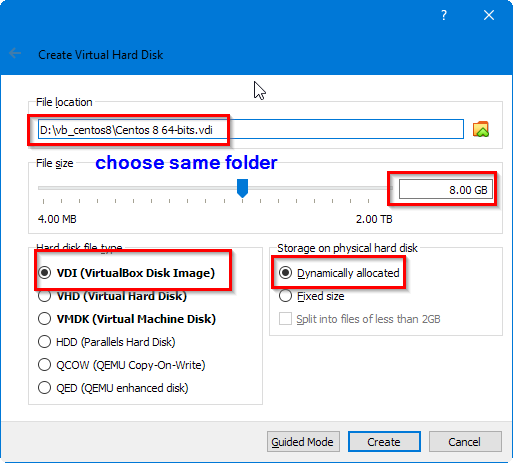 ?
Create Virtual Hard Disk
File location
D:\vb_centos8\Centos 8 64-bits.vdi
File size
choose same folder
8.00 GB
4.00 MB 2.00 TB
Hard disk file type
VDI (VirtualBox Disk Image)
VHD (Virtual Hard Disk)
VMDK (Virtual Machine Disk)
HDD (Parallels Hard Disk)
QCOW (QEMU Copy-On-Write)
QED (QEMU enhanced disk)
Storage on physical hard disk
Dynamically allocated
Fixed size
Split into files of less than 2GB
Guided Mode Create Cancel